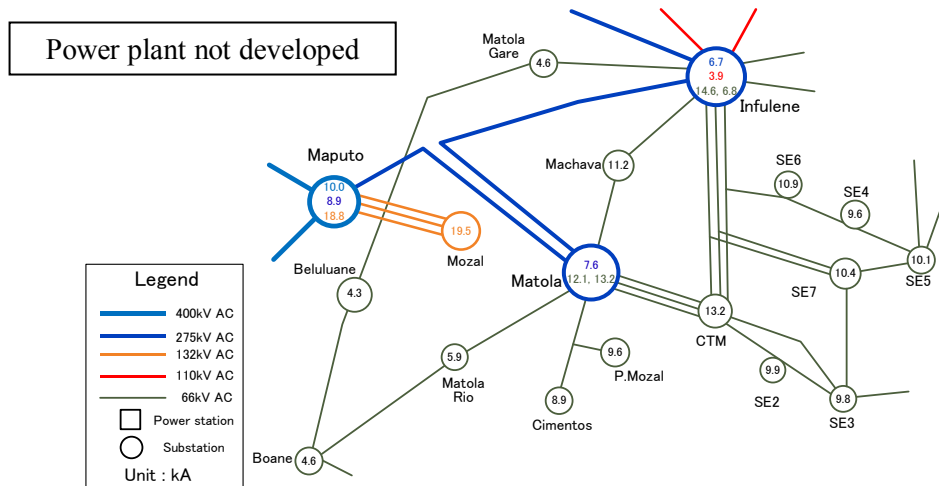 Power plant not developed
Matola
Gare
4.6
6.7
3.9
14.6, 6.8
Infulene
Maputo
10.0
8.9
18.8
Machava
11.2
SE6
10.9
SE4
9.6
19.5
Mozal
Beluluane
4.3
Matola
7.6
12.1, 13.2
10.4
SE7
10.1
SE5
13.2
CTM
5.9
Matola
Rio
9.6
P.Mozal
9.9
SE2
8.9
Cimentos
9.8
SE3
Boane
4.6
Legend
400kV AC
275kV AC
132kV AC
110kV AC
66kV AC
Power station
Substation
Unit : kA